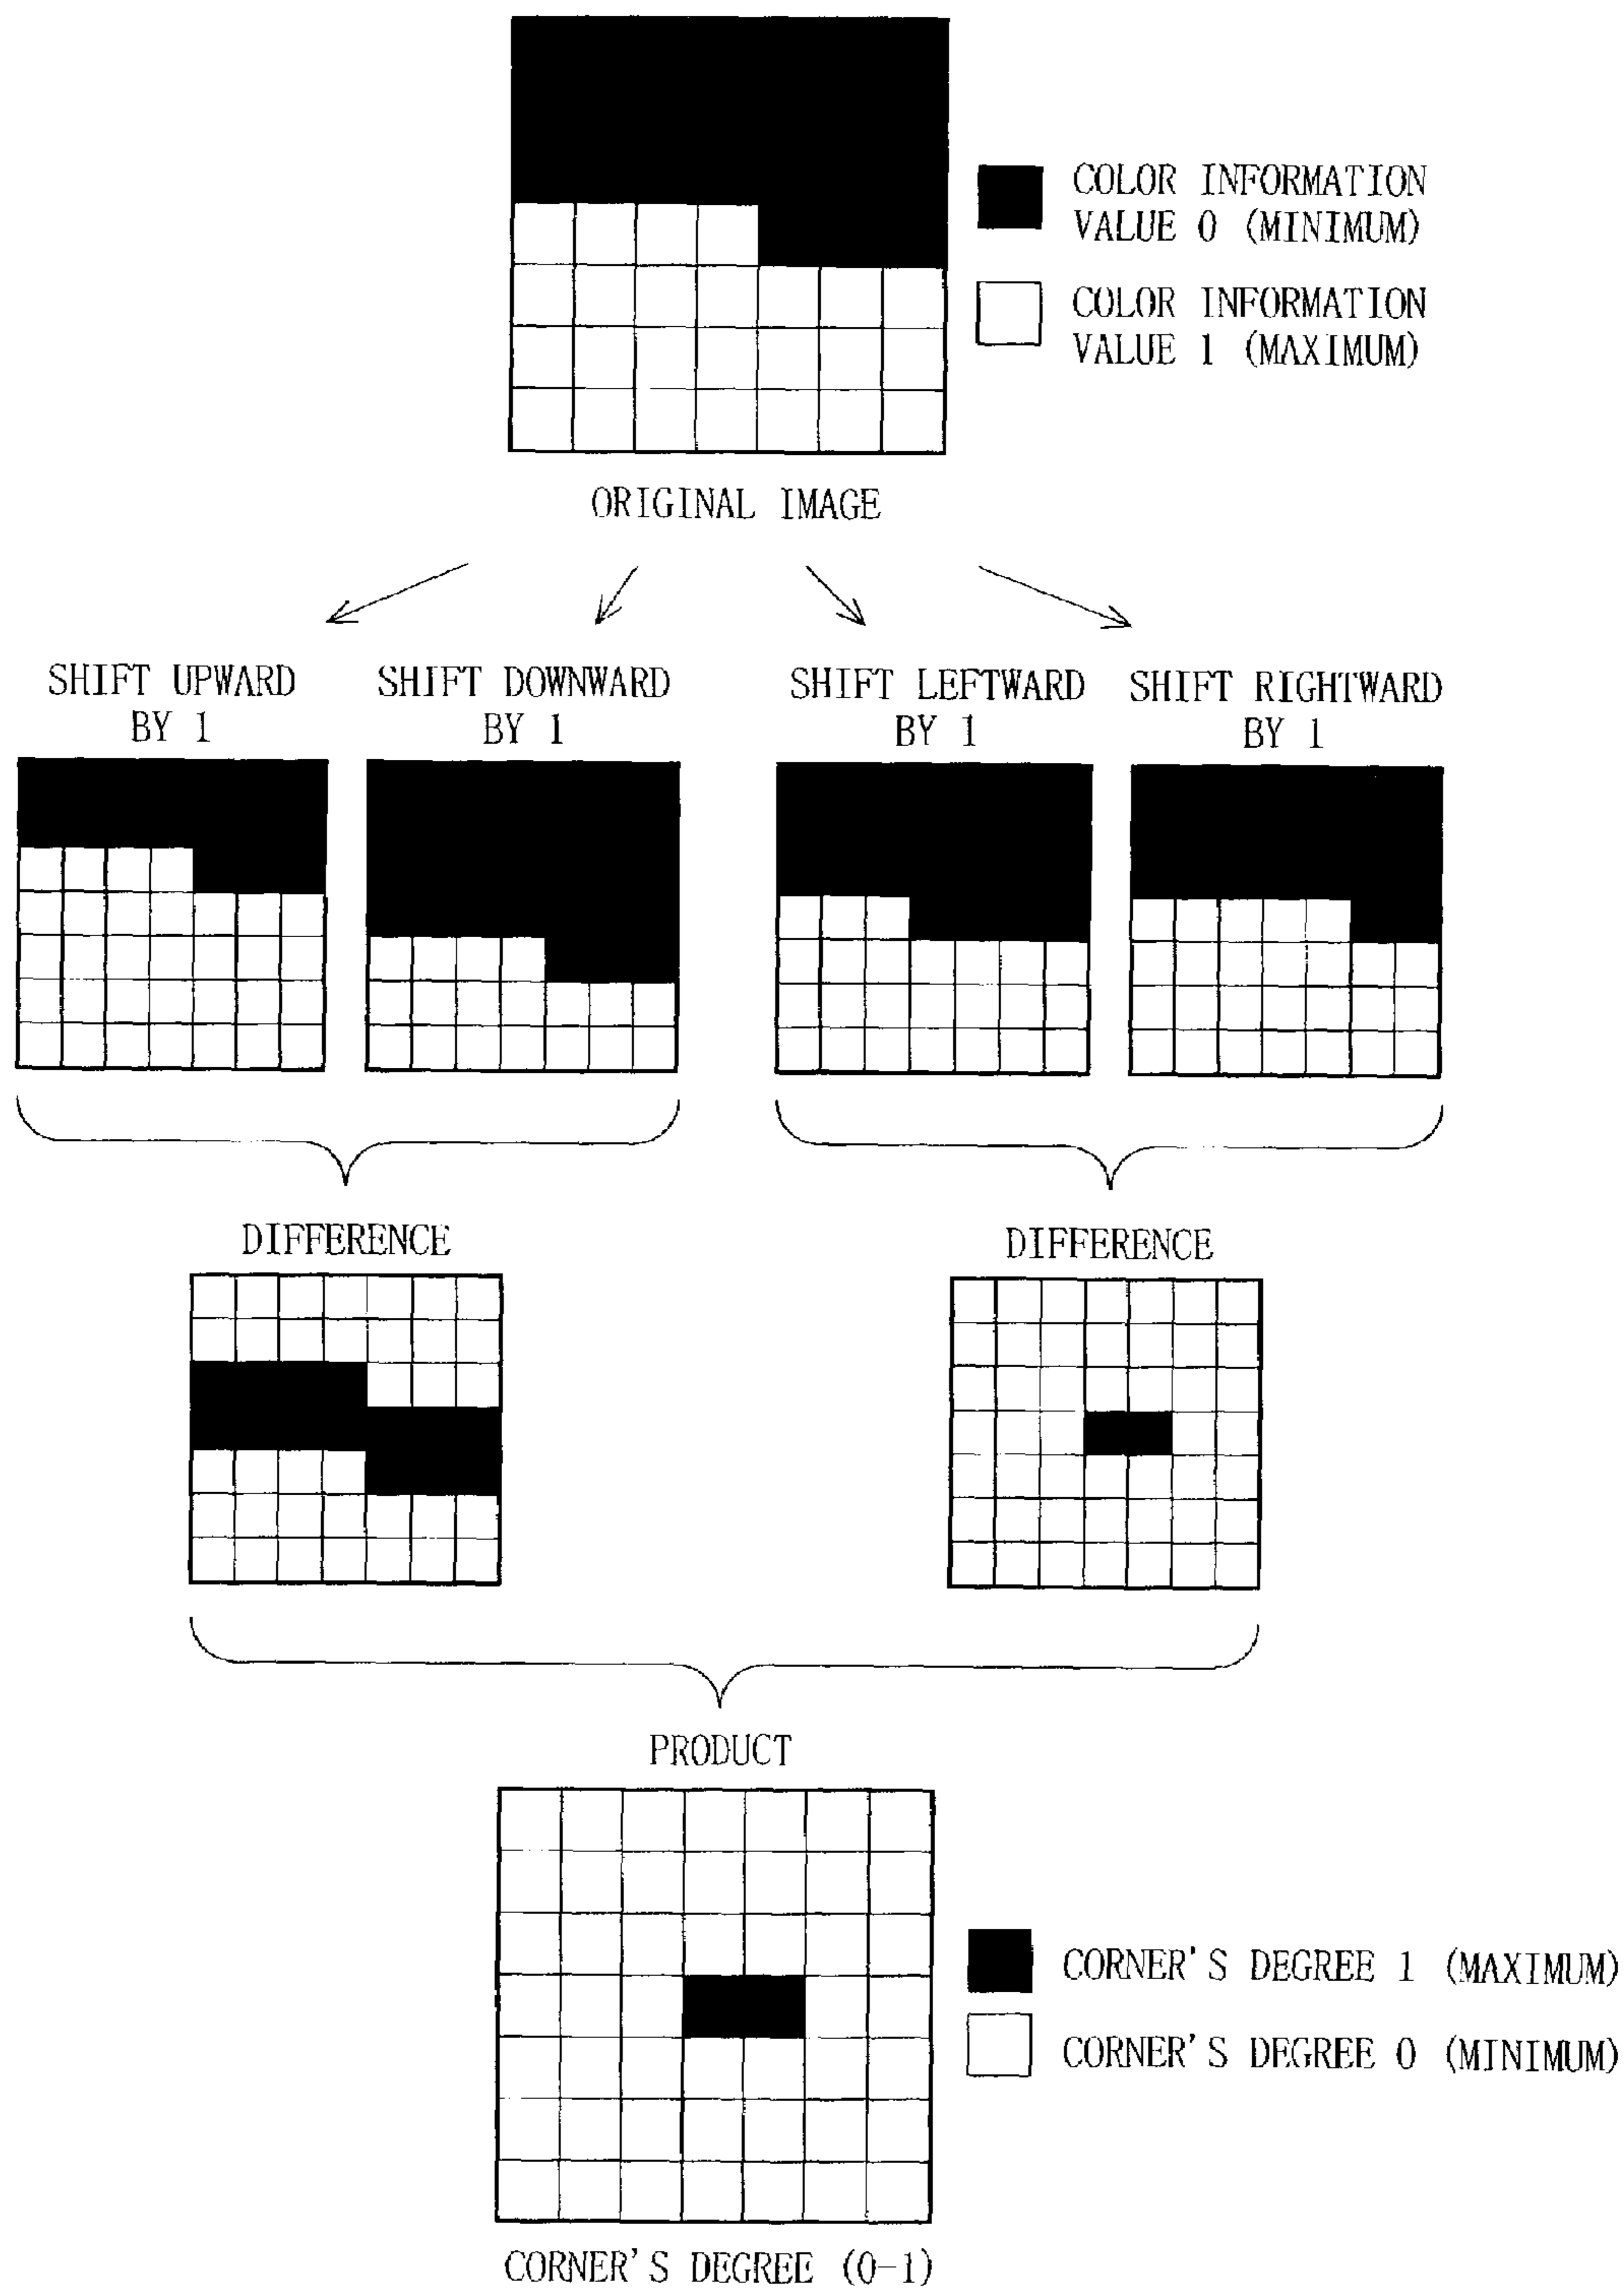 COLOR INFORMATION
VALUE 0 (MINIMUM)
COLOR INFORMATION
VALUE 1 (MAXIMUM)
ORIGINAL IMAGE
SHIFT UPWARD
BY 1
SHIFT DOWNWARD
BY 1
SHIFT LEFTWARD
BY 1
SHIFT RIGHTWARD
BY 1
DIFFERENCE
DIFFERENCE
PRODUCT
CORNER'S DEGREE 1 (MAXIMUM)
CORNER'S DEGREE 0 (MINIMUM)
CORNER'S DEGREE (0-1)